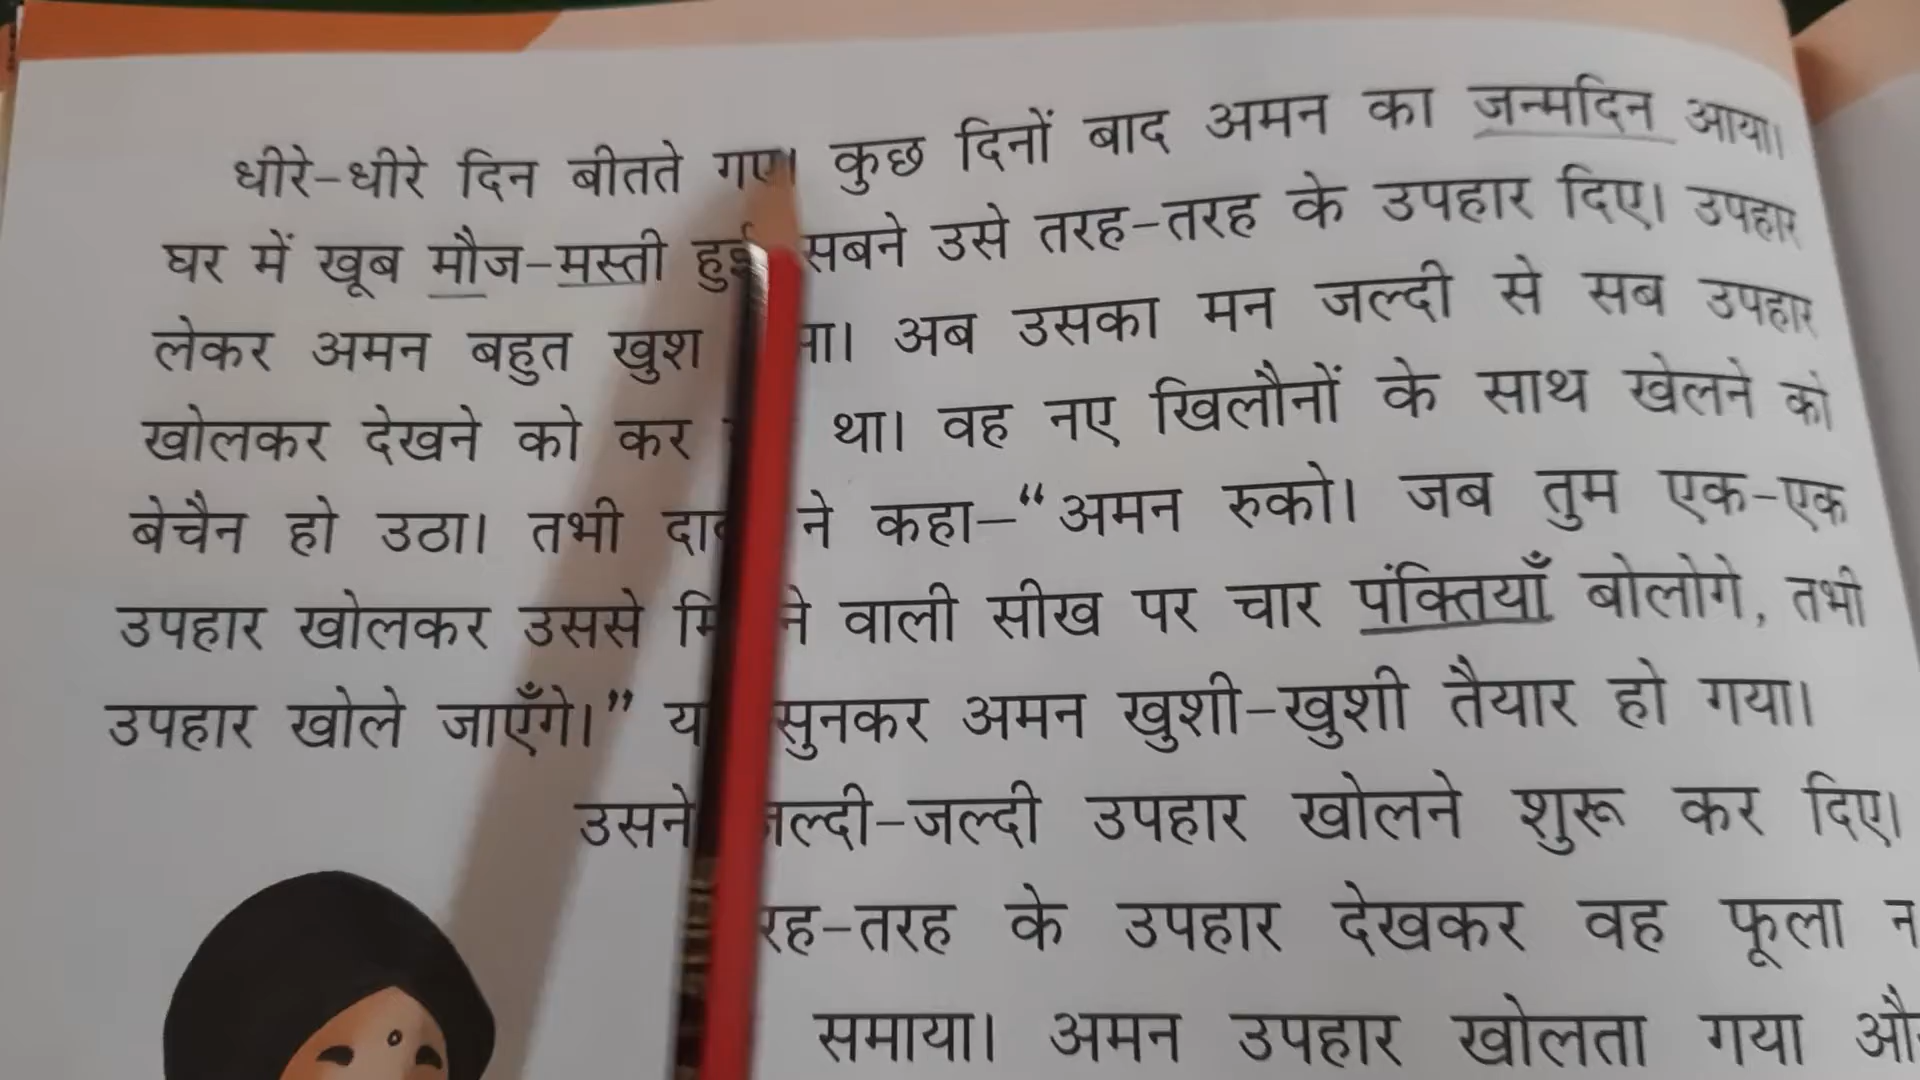 धीरे-धीरे दिन बीतते गए। कुछ दिनों बाद अमन का जन्मदिन आया।
घर में खूब मौज-मस्ती हुई सबने उसे तरह-तरह के उपहार दिए। उपहार
लेकर अमन बहुत खुश अब उसका मन जल्दी से सब उपहार
खोलकर देखने को कर था। वह नए खिलौनों के साथ खेलने को
बेचैन हो उठा। तभी ने कहा–“अमन रुको। जब तुम एक-एक
उपहार खोलकर उससे वाली सीख पर चार पंक्तियाँ बोलोगे, तभी
उपहार खोले जाएँगे।” सुनकर अमन खुशी-खुशी तैयार हो गया।
उसने जल्दी-जल्दी उपहार खोलने शुरू कर दिए।
तरह-तरह के उपहार देखकर वह फूला न
समाया। अमन उपहार खोलता गया